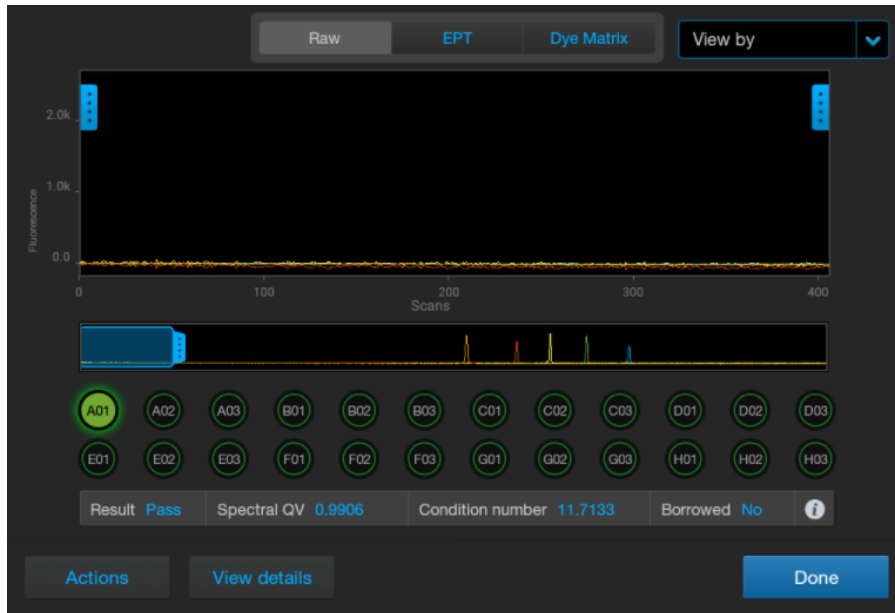 Raw EPT Dye Matrix View by
2.0k
1.0k
0.0
Fluorescence
0 100 200 300 400
Scans
A01 A02 A03 B01 B02 B03 C01 C02 C03 D01 D02 D03
E01 E02 E03 F01 F02 F03 G01 G02 G03 H01 H02 H03
Result Pass Spectral QV 0.9906 Condition number 11.7133 Borrowed No i
Actions View details Done